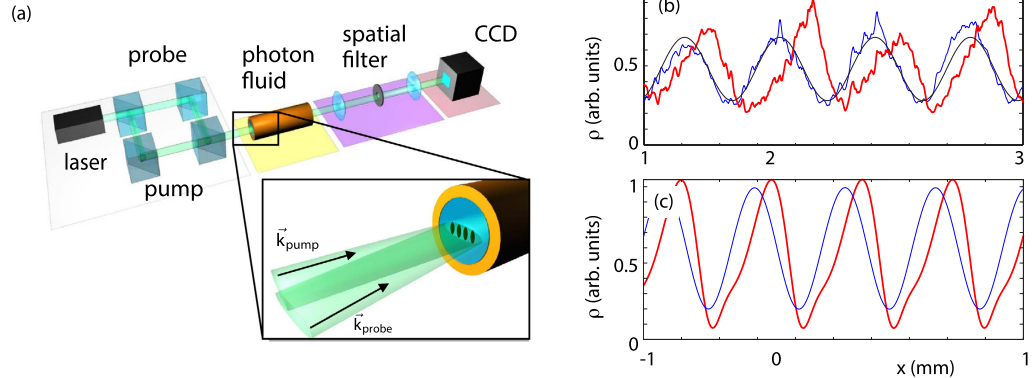 (a)
probe
photon
fluid
spatial
filter
CCD
laser
pump
k⃗pump
k⃗probe
(b)
ρ (arb. units)
0.5
0
1
2
3
(c)
ρ (arb. units)
1
0.5
0
-1
0
1
x (mm)